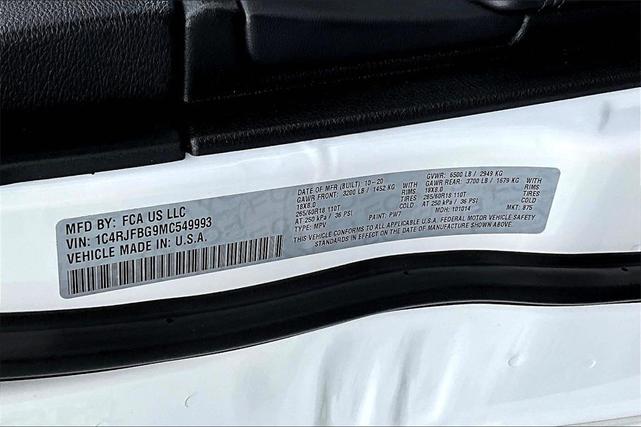 MFD BY: FCA US LLC
VIN: 1C4RJFBG9MC549993
VEHICLE MADE IN U.S.A.
DATE OF MFR (BUILT): 10-20 GVWR: 6500 LB / 2949 KG
GAWR FRONT: 3200 LB / 1452 KG WITH GAWR REAR: 3700 LB / 1679 KG WITH
18X8.0 RIMS 18X8.0 RIMS
265/60R18 110T TIRES 265/60R18 110T TIRES
AT 250 kPa / 36 PSI COLD AT 250 kPa / 36 PSI COLD
TYPE: MPV PAINT: PW7 MDH: 101014 MKT: 875
THIS VEHICLE CONFORMS TO ALL APPLICABLE U.S.A. FEDERAL MOTOR VEHICLE SAFETY
STANDARDS IN EFFECT ON THE DATE OF MANUFACTURE SHOWN ABOVE.